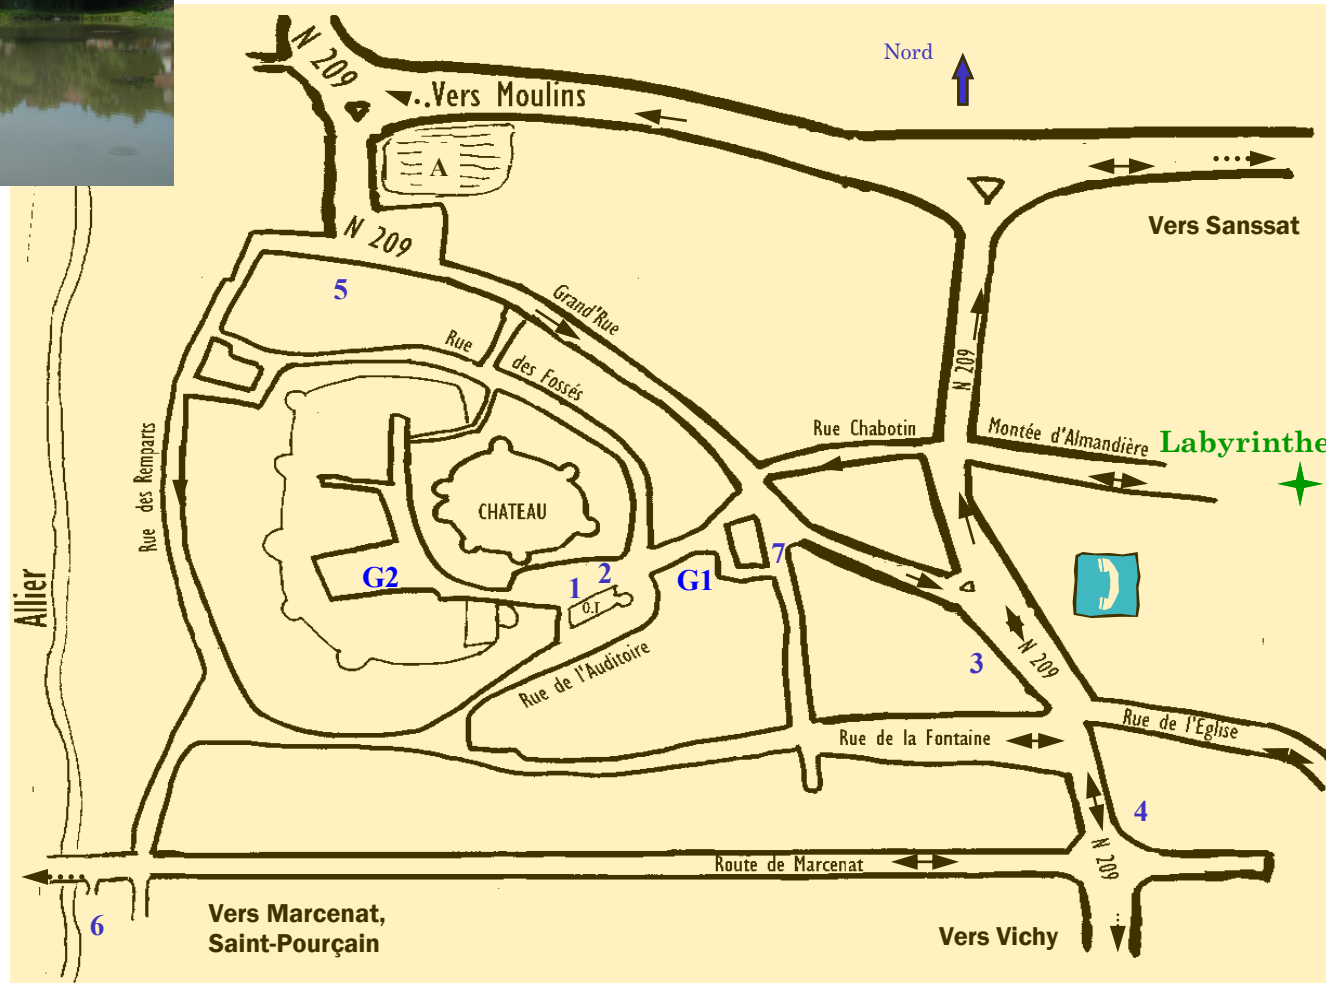 Nord
N 209
Vers Moulins
A
Vers Sanssat
N 209
5
Grand'Rue
Rue
des Fossés
N 209
Rue Chabotin
Montée d'Almandière
Labyrinthe
Rue des Remparts
CHATEAU
7
G2
1
2
G1
O.T
Allier
3
N 209
Rue de l'Auditoire
Rue de la Fontaine
Rue de l'Eglise
4
N 209
Route de Marcenat
6
Vers Marcenat,
Saint-Pourçain
Vers Vichy